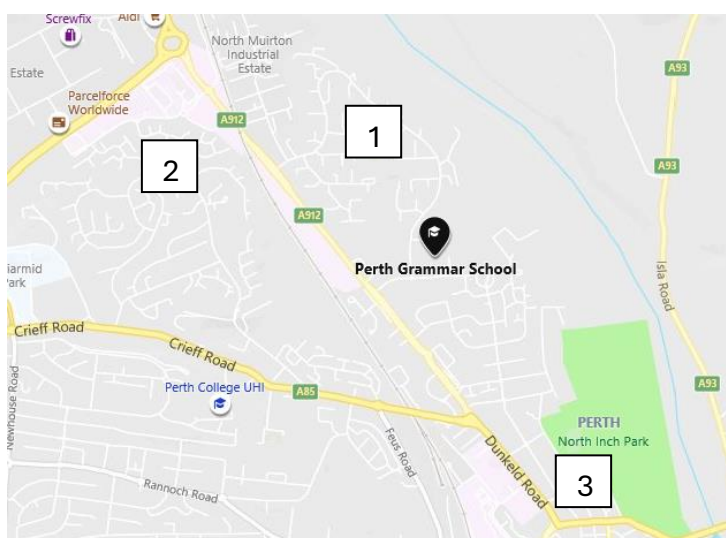 Screwfix
Aldi
North Muirton
Industrial
Estate
Estate
A93
Parcelforce
Worldwide
A912
1
2
A93
A912
Perth Grammar School
iarmid
Park
Isla Road
Crieff Road
Crieff Road
Perth College UHI
A85
A93
Newhouse Road
PERTH
North Inch Park
Feus Road
Dunkeld Road
Rannoch Road
3